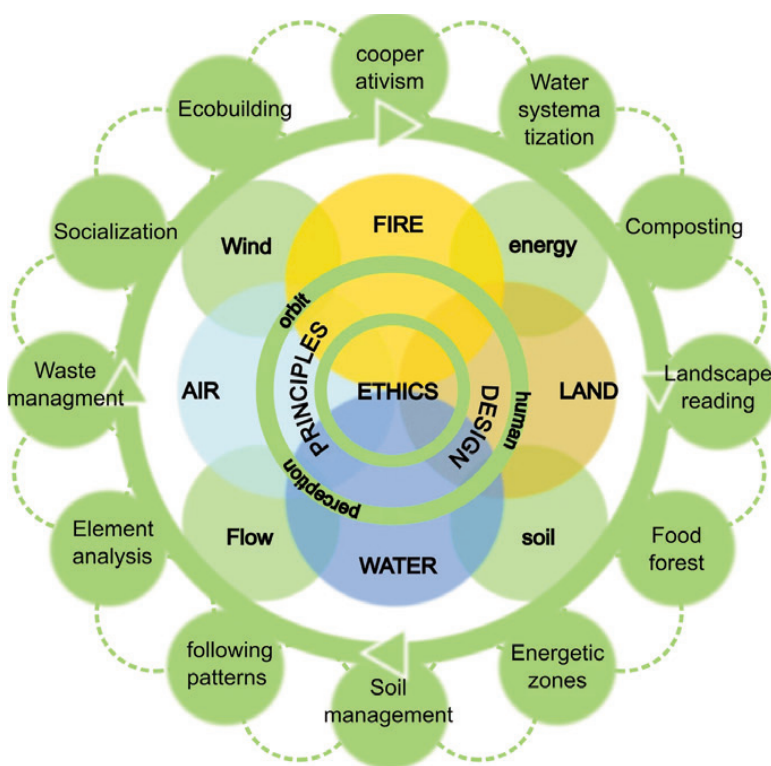 cooper
ativism
Water
systema
tization
Composting
Landscape
reading
Food
forest
Energetic
zones
Soil
management
following
patterns
Element
analysis
Waste
managment
Socialization
Ecobuilding
Wind
FIRE
energy
orbit
PRINCIPLES
AIR
ETHICS
DESIGN
human
LAND
perception
Flow
WATER
soil